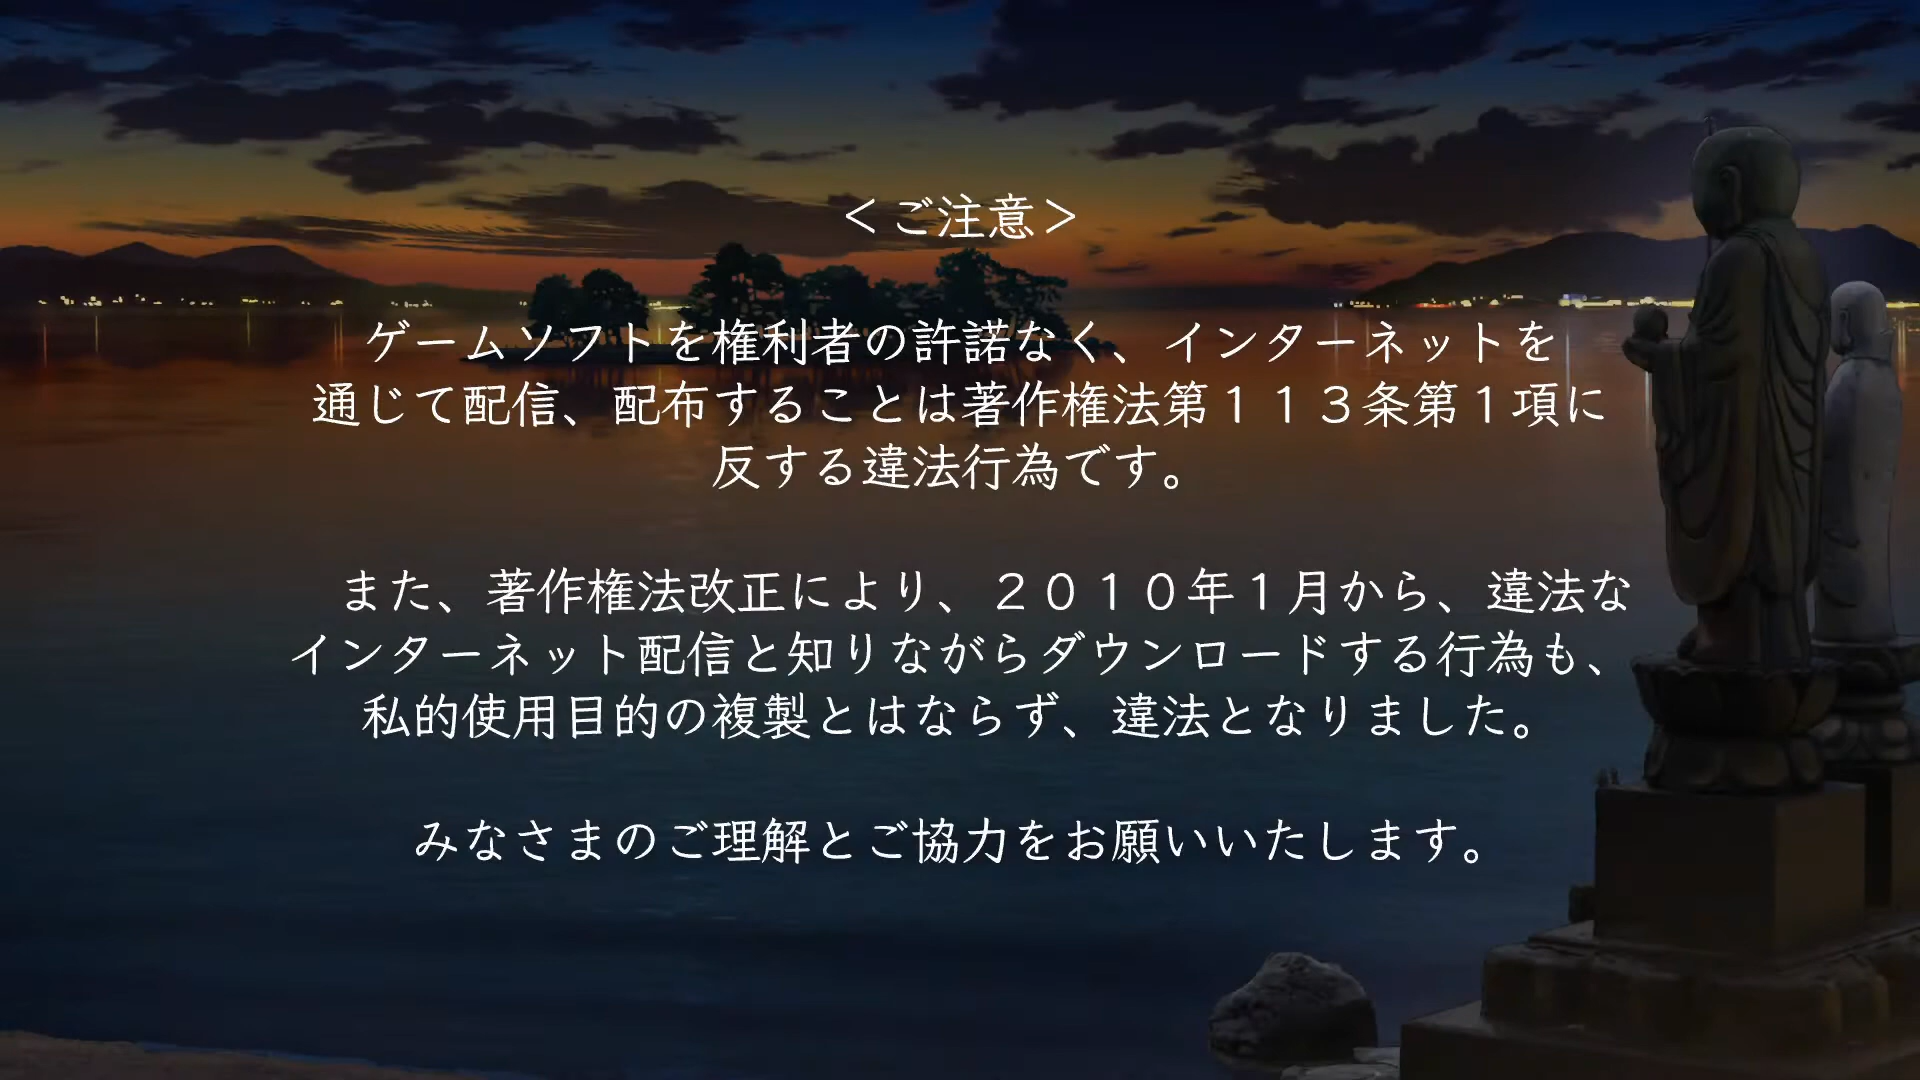 ＜ご注意＞
ゲームソフトを権利者の許諾なく、インターネットを
通じて配信、配布することは著作権法第１１３条第１項に
反する違法行為です。
また、著作権法改正により、２０１０年１月から、違法な
インターネット配信と知りながらダウンロードする行為も、
私的使用目的の複製とはならず、違法となりました。
みなさまのご理解とご協力をお願いいたします。